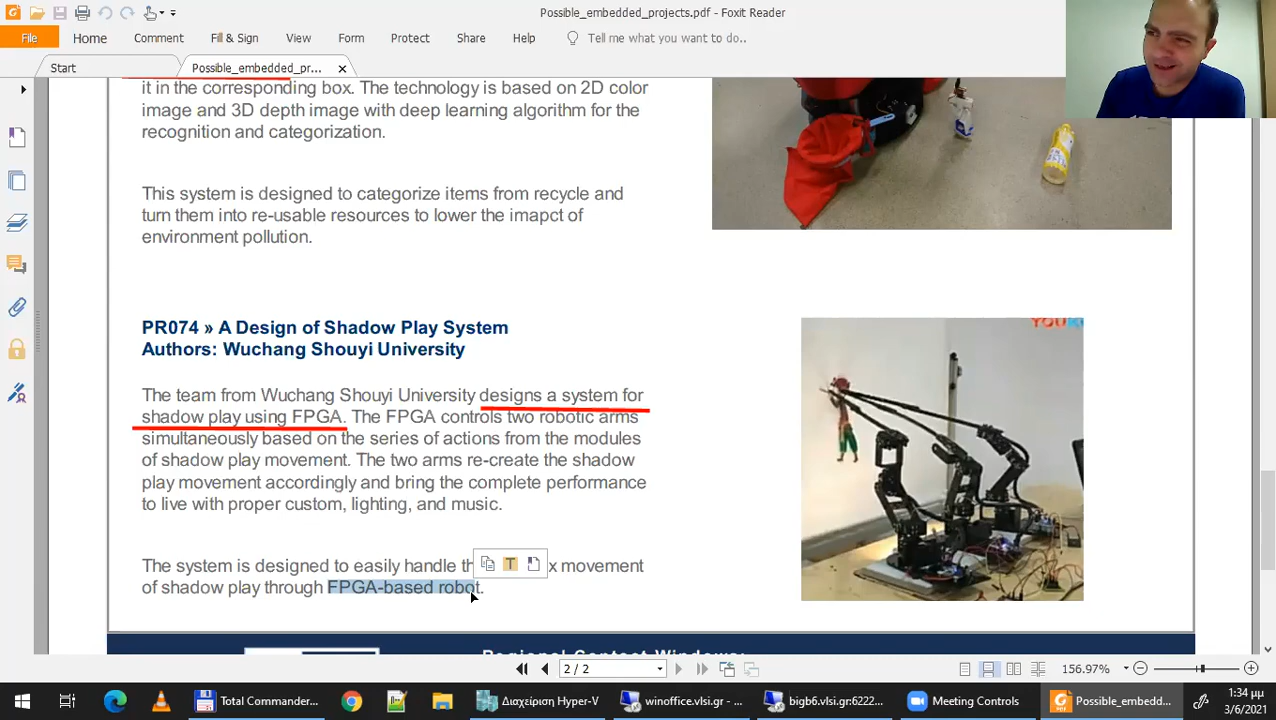 Possible_embedded_projects.pdf - Foxit Reader
File Home Comment Fill & Sign View Form Protect Share Help Tell me what you want to do..
Start Possible_embedded_pr...
it in the corresponding box. The technology is based on 2D color
image and 3D depth image with deep learning algorithm for the
recognition and categorization.
This system is designed to categorize items from recycle and
turn them into re-usable resources to lower the imapct of
environment pollution.
PR074 » A Design of Shadow Play System
Authors: Wuchang Shouyi University
The team from Wuchang Shouyi University designs a system for
shadow play using FPGA. The FPGA controls two robotic arms
simultaneously based on the series of actions from the modules
of shadow play movement. The two arms re-create the shadow
play movement accordingly and bring the complete performance
to live with proper custom, lighting, and music.
The system is designed to easily handle th x movement
of shadow play through FPGA-based robot.
YOUK
Regional Contact Windows:
2 / 2 156.97%
Total Commander... Διαχείριση Hyper-V winoffice.vlsi.gr - ... bigb6.vlsi.gr:6222... Meeting Controls Possible_embedd...
1:34 μμ
3/6/2021